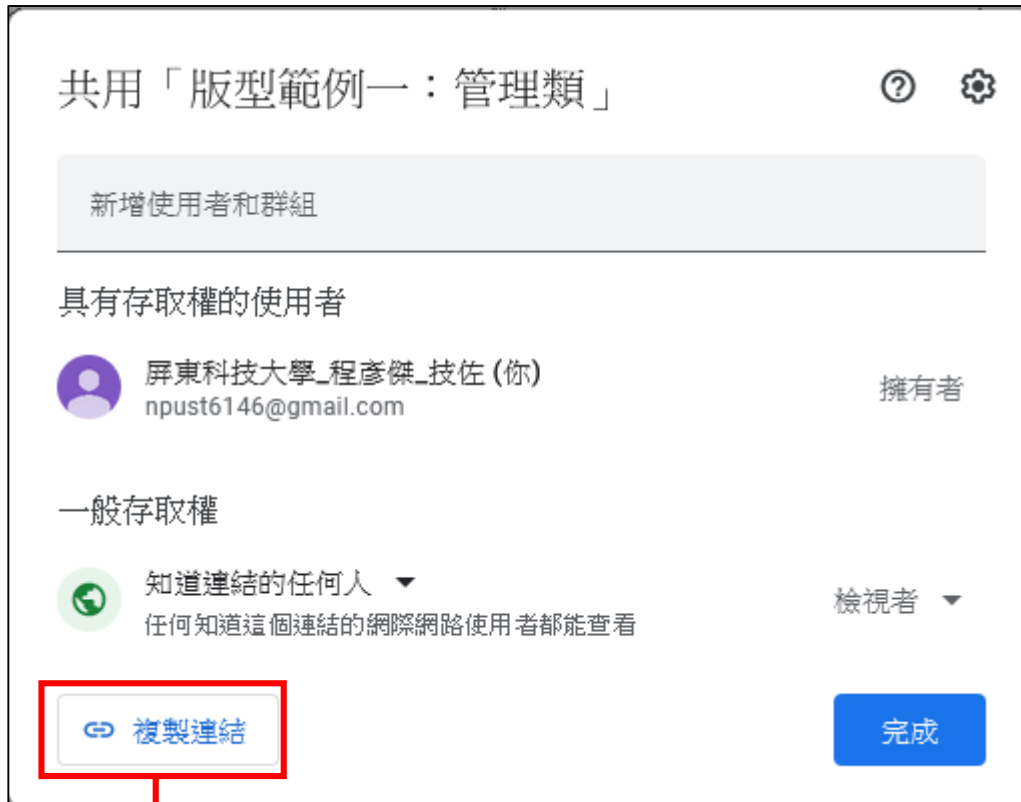 共用「版型範例一：管理類」
新增使用者和群組
具有存取權的使用者
屏東科技大學_程彥傑_技佐 (你)
npust6146@gmail.com
擁有者
一般存取權
知道連結的任何人
任何知道這個連結的網際網路使用者都能查看
檢視者
複製連結
完成